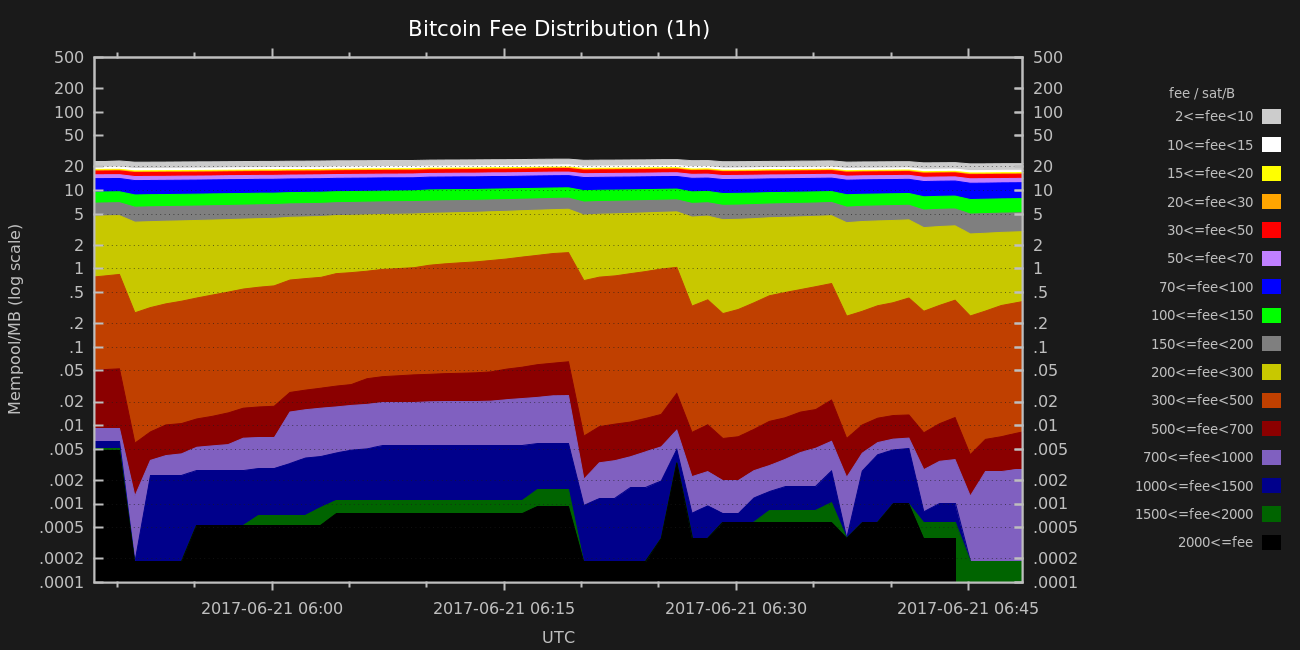 Bitcoin Fee Distribution (1h)
500 500
200 200
100 100
50 50
20 20
10 10
5 5
2 2
1 1
.5 .5
.2 .2
.1 .1
.05 .05
.02 .02
.01 .01
.005 .005
.002 .002
.001 .001
.0005 .0005
.0002 .0002
.0001 .0001
Mempool/MB (log scale)
2017-06-21 06:00 2017-06-21 06:15 2017-06-21 06:30 2017-06-21 06:45
UTC
fee / sat/B
2<=fee<10
10<=fee<15
15<=fee<20
20<=fee<30
30<=fee<50
50<=fee<70
70<=fee<100
100<=fee<150
150<=fee<200
200<=fee<300
300<=fee<500
500<=fee<700
700<=fee<1000
1000<=fee<1500
1500<=fee<2000
2000<=fee